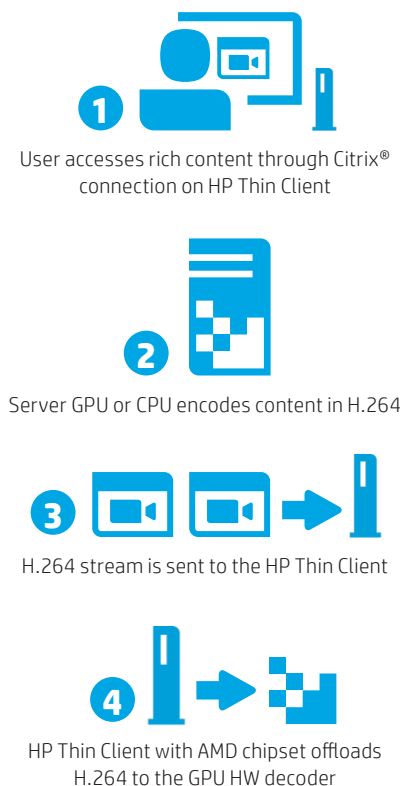 1
User accesses rich content through Citrix®
connection on HP Thin Client
2
Server GPU or CPU encodes content in H.264
3
H.264 stream is sent to the HP Thin Client
4
HP Thin Client with AMD chipset offloads
H.264 to the GPU HW decoder